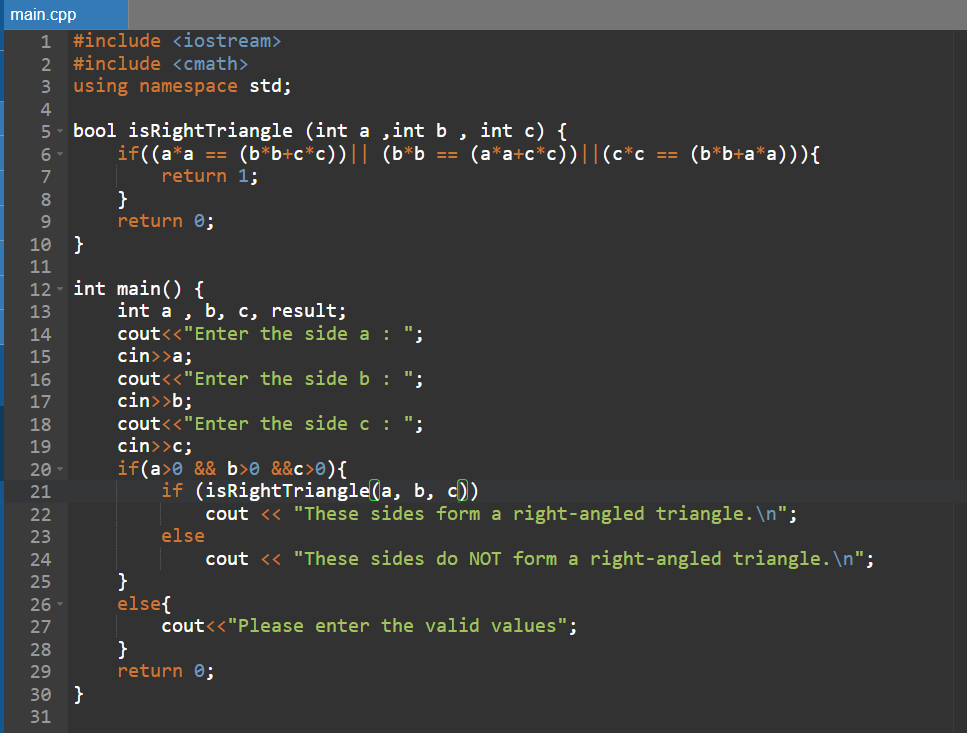 main.cpp
1 #include <iostream>
2 #include <cmath>
3 using namespace std;
4
5 bool isRightTriangle (int a ,int b , int c) {
6     if((a*a == (b*b+c*c))|| (b*b == (a*a+c*c))||(c*c == (b*b+a*a))){
7         return 1;
8     }
9     return 0;
10 }
11
12 int main() {
13     int a , b, c, result;
14     cout<<"Enter the side a : ";
15     cin>>a;
16     cout<<"Enter the side b : ";
17     cin>>b;
18     cout<<"Enter the side c : ";
19     cin>>c;
20     if(a>0 && b>0 &&c>0){
21         if (isRightTriangle(a, b, c))
22             cout << "These sides form a right-angled triangle.\n";
23         else
24             cout << "These sides do NOT form a right-angled triangle.\n";
25     }
26     else{
27         cout<<"Please enter the valid values";
28     }
29     return 0;
30 }
31